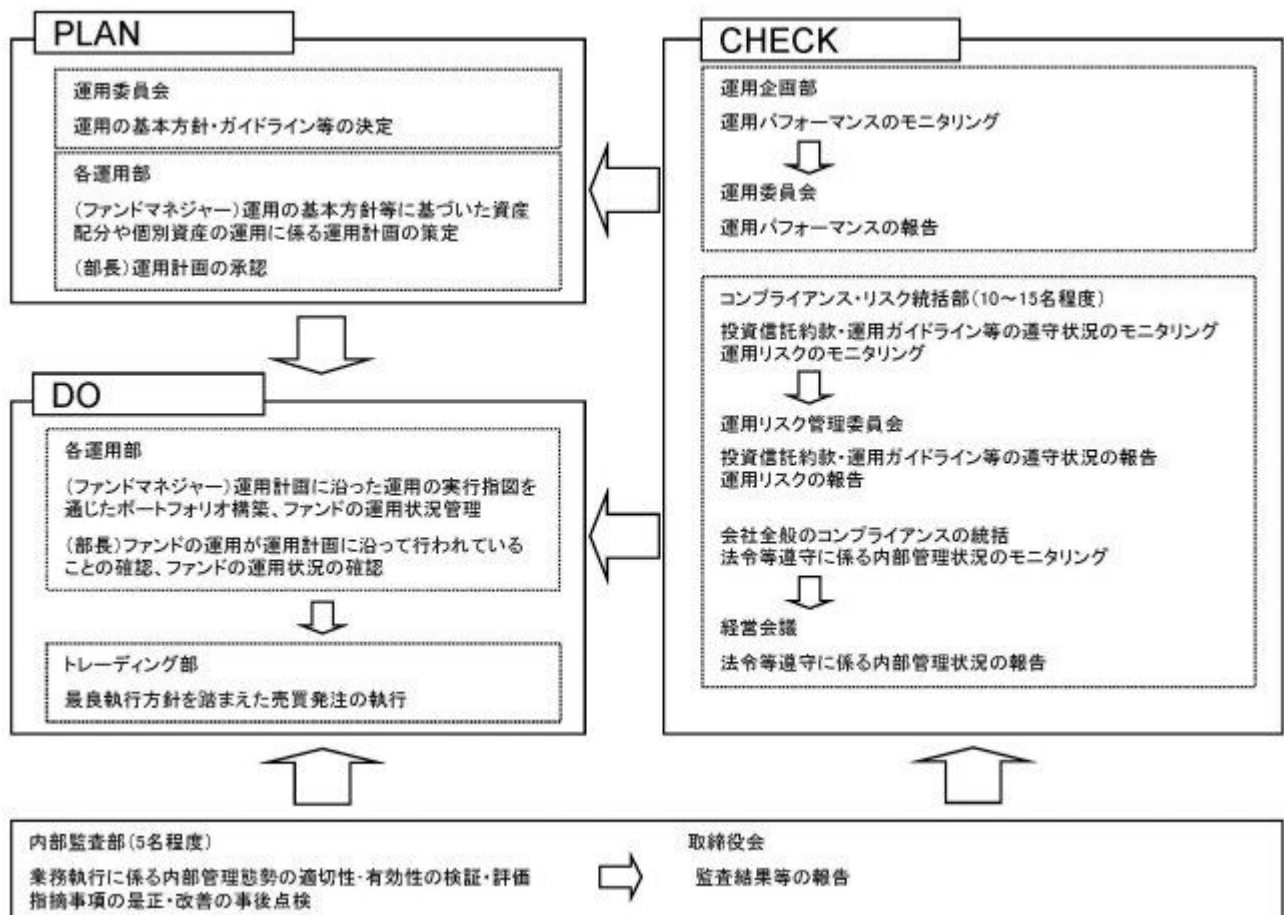 PLAN
運用委員会
運用の基本方針・ガイドライン等の決定
各運用部
(ファンドマネジャー)運用の基本方針等に基づいた資産
配分や個別資産の運用に係る運用計画の策定
(部長)運用計画の承認
DO
各運用部
(ファンドマネジャー)運用計画に沿った運用の実行指図を
通じたポートフォリオ構築、ファンドの運用状況管理
(部長)ファンドの運用が運用計画に沿って行われている
ことの確認、ファンドの運用状況の確認
トレーディング部
最良執行方針を踏まえた売買発注の執行
CHECK
運用企画部
運用パフォーマンスのモニタリング
運用委員会
運用パフォーマンスの報告
コンプライアンス・リスク統括部(10～15名程度)
投資信託約款・運用ガイドライン等の遵守状況のモニタリング
運用リスクのモニタリング
運用リスク管理委員会
投資信託約款・運用ガイドライン等の遵守状況の報告
運用リスクの報告
会社全般のコンプライアンスの統括
法令等遵守に係る内部管理状況のモニタリング
経営会議
法令等遵守に係る内部管理状況の報告
内部監査部(5名程度)
業務執行に係る内部管理態勢の適切性・有効性の検証・評価
指摘事項の是正・改善の事後点検
取締役会
監査結果等の報告